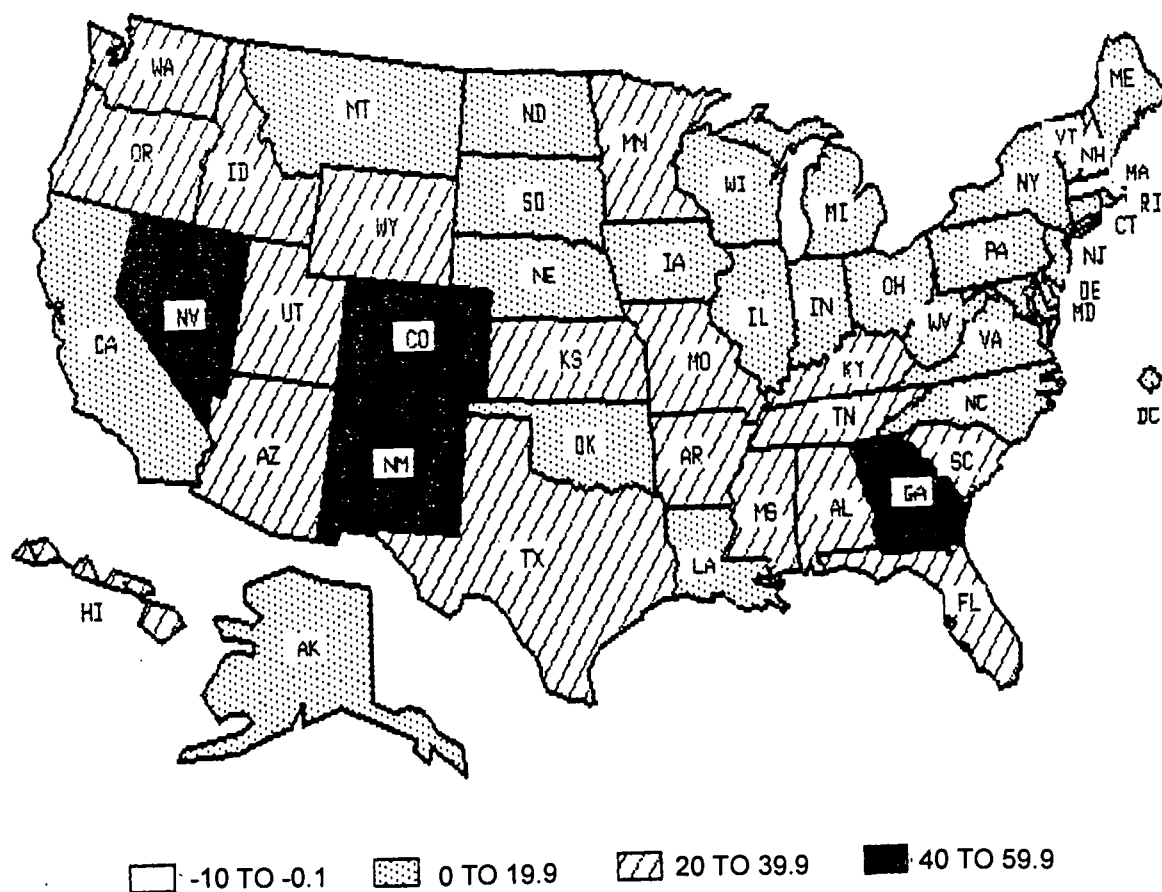 WA
MT
ND
MN
ME
OR
ID
SD
WI
MI
VT
NH
NY
MA
RI
CT
WY
IA
PA
NJ
NV
UT
NE
IL
IN
OH
DE
MD
CA
CO
KS
MO
WV
VA
KY
DC
AZ
NM
OK
AR
TN
NC
SC
TX
LA
MS
AL
GA
FL
HI
AK
-10 TO -0.1
0 TO 19.9
20 TO 39.9
40 TO 59.9